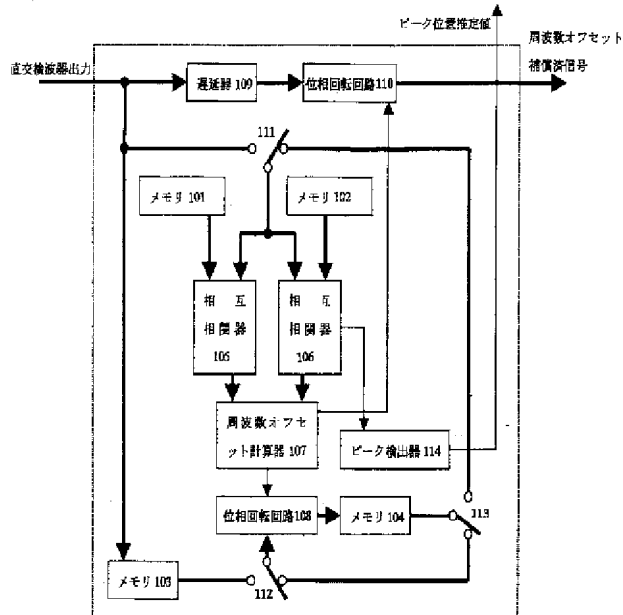 ピーク位置推定値
周波数オフセット
補償済信号
直交検波器出力
遅延器 109
位相回転回路 110
111
メモリ 101
メモリ 102
相 互
相関器
105
相 互
相関器
106
周波数オフセ
ット計算器 107
ピーク検出器 114
位相回転回路 108
メモリ 104
113
メモリ 103
112